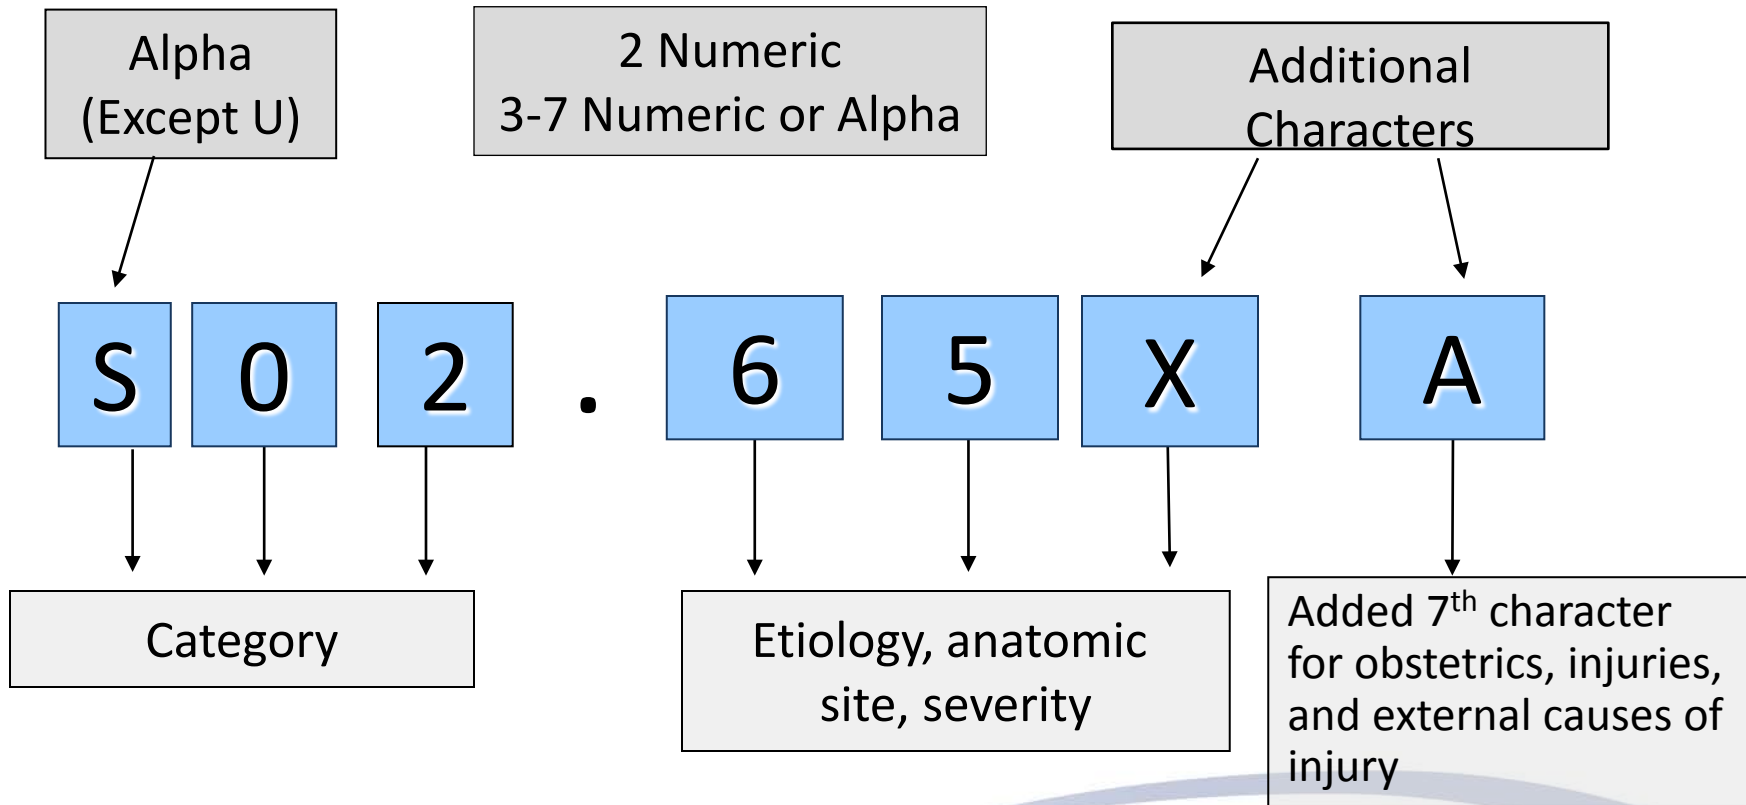 Alpha
(Except U)
2 Numeric
3-7 Numeric or Alpha
Additional
Characters
S 0 2 . 6 5 X A
Category
Etiology, anatomic
site, severity
Added 7th character
for obstetrics, injuries,
and external causes of
injury